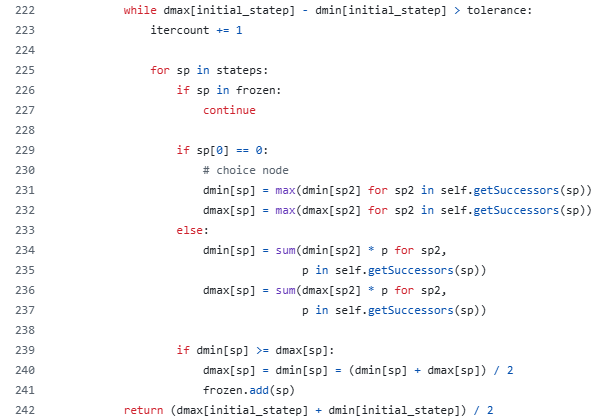 222 while dmax[initial_statep] - dmin[initial_statep] > tolerance:
223 itercount += 1
224
225 for sp in stateps:
226 if sp in frozen:
227 continue
228
229 if sp[0] == 0:
230 # choice node
231 dmin[sp] = max(dmin[sp2] for sp2 in self.getSuccessors(sp))
232 dmax[sp] = max(dmax[sp2] for sp2 in self.getSuccessors(sp))
233 else:
234 dmin[sp] = sum(dmin[sp2] * p for sp2,
235 p in self.getSuccessors(sp))
236 dmax[sp] = sum(dmax[sp2] * p for sp2,
237 p in self.getSuccessors(sp))
238
239 if dmin[sp] >= dmax[sp]:
240 dmax[sp] = dmin[sp] = (dmin[sp] + dmax[sp]) / 2
241 frozen.add(sp)
242 return (dmax[initial_statep] + dmin[initial_statep]) / 2